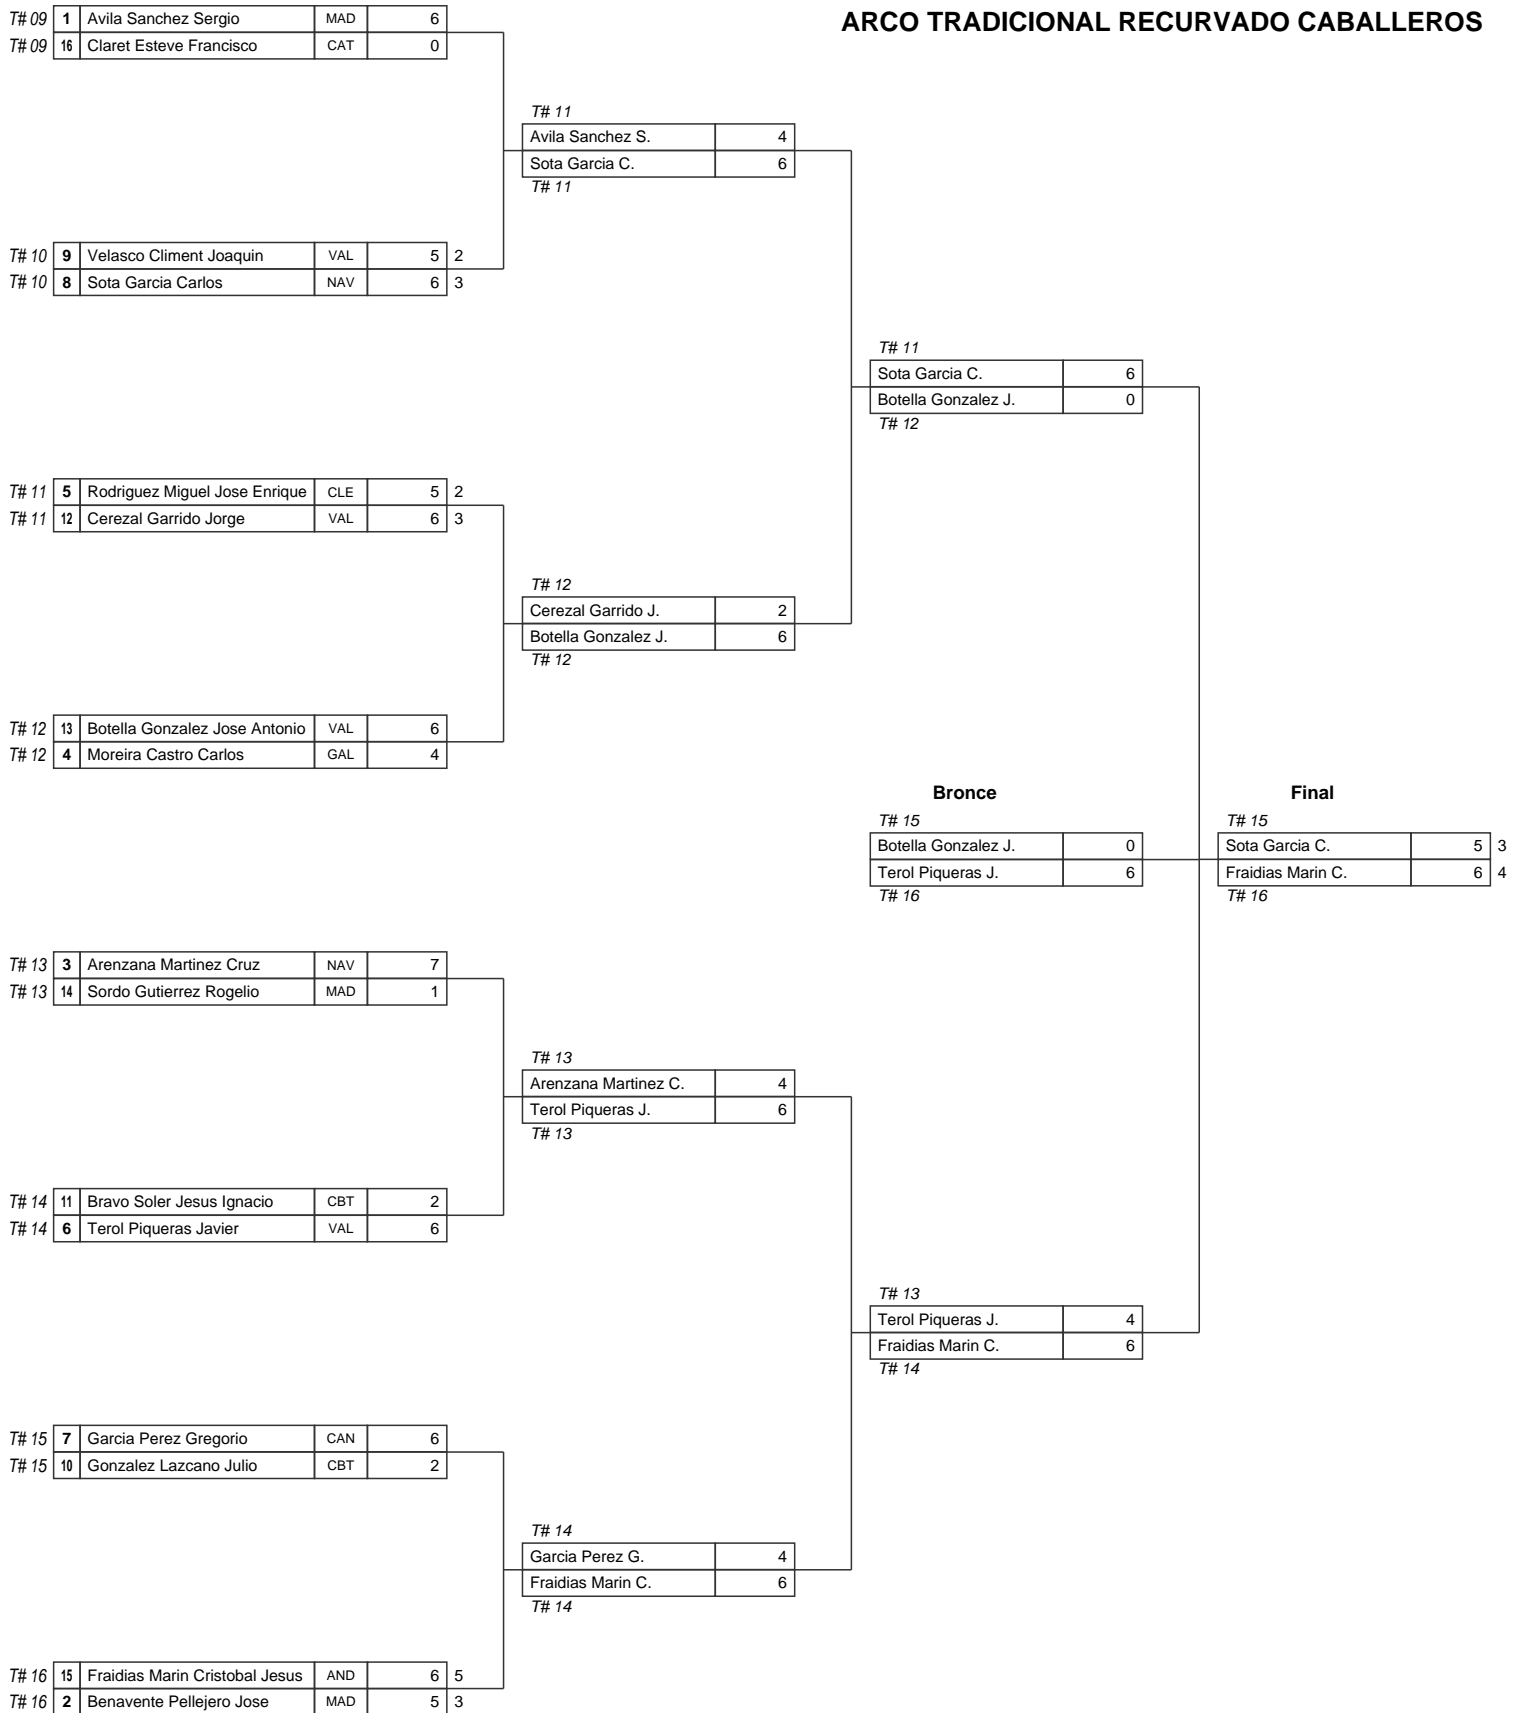 ARCO TRADICIONAL RECURVADO CABALLEROS
T# 09 1 Avila Sanchez Sergio MAD 6
T# 09 16 Claret Esteve Francisco CAT 0
T# 11
Avila Sanchez S. 4
Sota Garcia C. 6
T# 11
T# 10 9 Velasco Climent Joaquin VAL 5 2
T# 10 8 Sota Garcia Carlos NAV 6 3
T# 11
Sota Garcia C. 6
Botella Gonzalez J. 0
T# 12
T# 11 5 Rodriguez Miguel Jose Enrique CLE 5 2
T# 11 12 Cerezal Garrido Jorge VAL 6 3
T# 12
Cerezal Garrido J. 2
Botella Gonzalez J. 6
T# 12
T# 12 13 Botella Gonzalez Jose Antonio VAL 6
T# 12 4 Moreira Castro Carlos GAL 4
Bronce
T# 15
Botella Gonzalez J. 0
Terol Piqueras J. 6
T# 16
Final
T# 15
Sota Garcia C. 5 3
Fraidias Marin C. 6 4
T# 16
T# 13 3 Arenzana Martinez Cruz NAV 7
T# 13 14 Sordo Gutierrez Rogelio MAD 1
T# 13
Arenzana Martinez C. 4
Terol Piqueras J. 6
T# 13
T# 14 11 Bravo Soler Jesus Ignacio CBT 2
T# 14 6 Terol Piqueras Javier VAL 6
T# 13
Terol Piqueras J. 4
Fraidias Marin C. 6
T# 14
T# 15 7 Garcia Perez Gregorio CAN 6
T# 15 10 Gonzalez Lazcano Julio CBT 2
T# 14
Garcia Perez G. 4
Fraidias Marin C. 6
T# 14
T# 16 15 Fraidias Marin Cristobal Jesus AND 6 5
T# 16 2 Benavente Pellejero Jose MAD 5 3